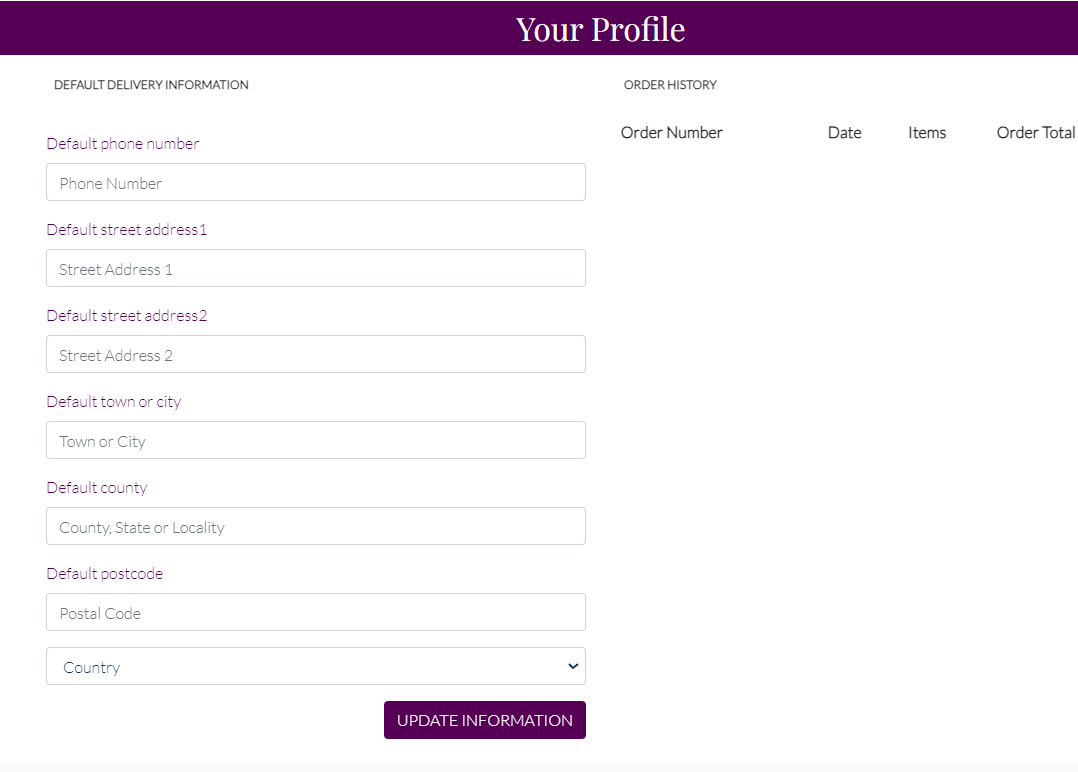 Your Profile
DEFAULT DELIVERY INFORMATION
Default phone number
Phone Number
Default street address1
Street Address 1
Default street address2
Street Address 2
Default town or city
Town or City
Default county
County, State or Locality
Default postcode
Postal Code
Country
UPDATE INFORMATION
ORDER HISTORY
Order Number Date Items Order Total